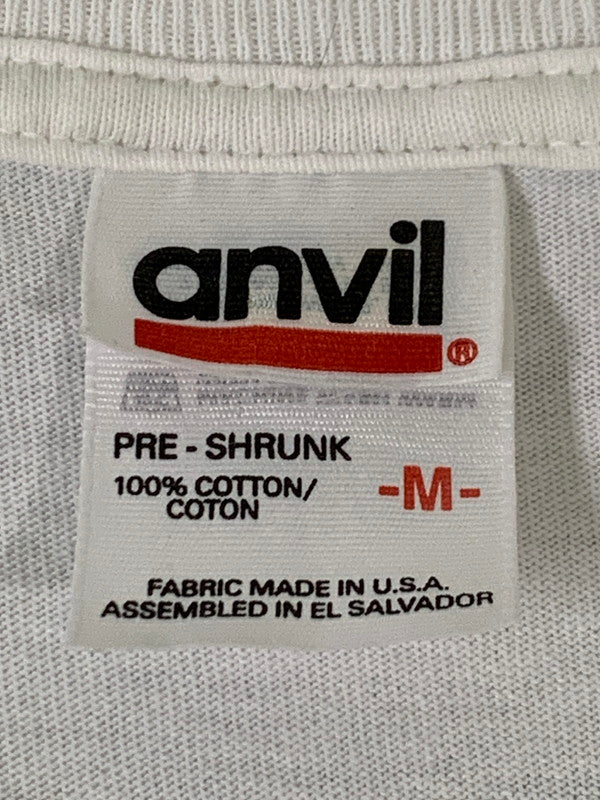 anvil
®
PRE - SHRUNK
100% COTTON/
COTON
-M-
FABRIC MADE IN U.S.A.
ASSEMBLED IN EL SALVADOR